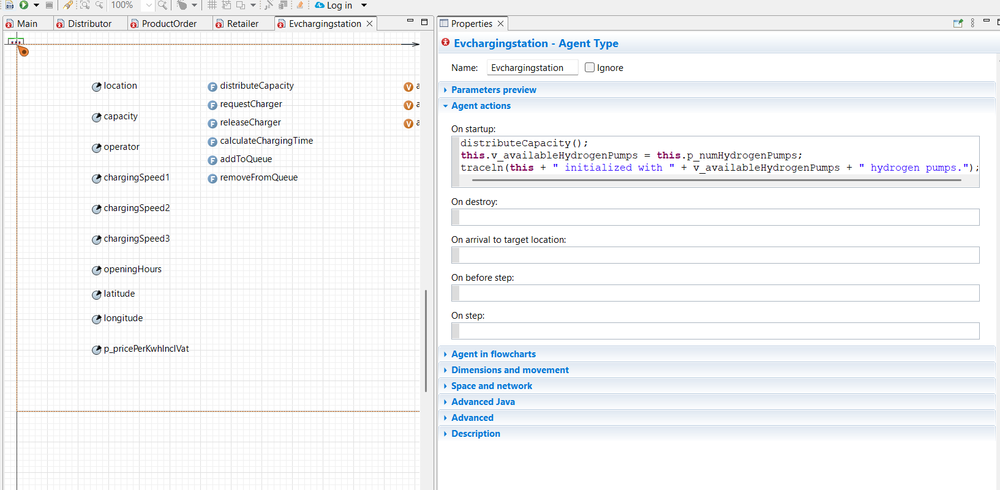 100%
Log in
Main
Distributor
ProductOrder
Retailer
Evchargingstation
location
capacity
operator
chargingSpeed1
chargingSpeed2
chargingSpeed3
openingHours
latitude
longitude
p_pricePerKwhInclVat
F distributeCapacity
F requestCharger
F releaseCharger
F calculateChargingTime
F addToQueue
F removeFromQueue
V a
V a
V a
Properties
Evchargingstation - Agent Type
Name: Evchargingstation Ignore
Parameters preview
Agent actions
On startup:
distributeCapacity();
this.v_availableHydrogenPumps = this.p_numHydrogenPumps;
traceln(this + " initialized with " + v_availableHydrogenPumps + " hydrogen pumps.");
On destroy:
On arrival to target location:
On before step:
On step:
Agent in flowcharts
Dimensions and movement
Space and network
Advanced Java
Advanced
Description